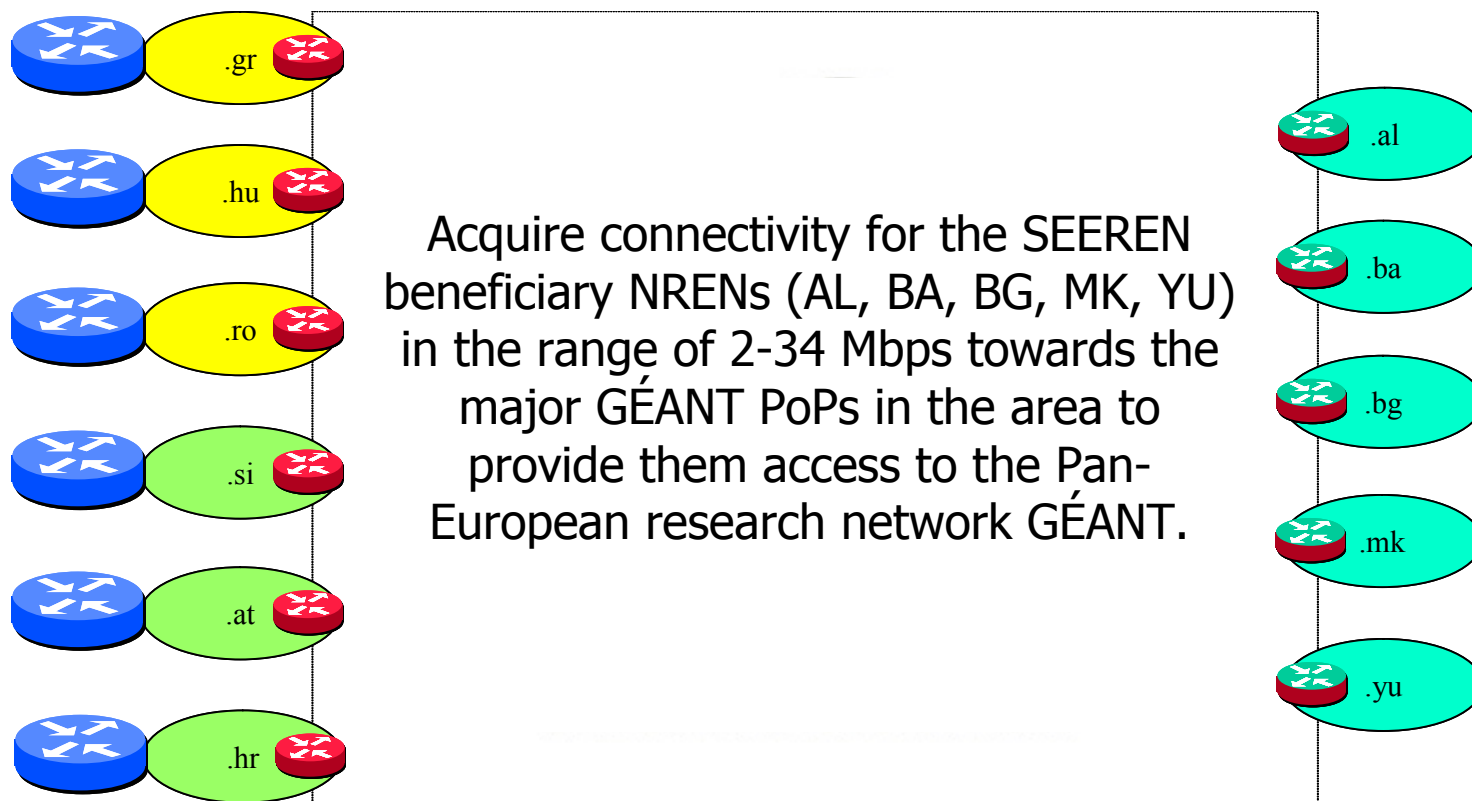 .gr
.hu
.ro
.si
.at
.hr
Acquire connectivity for the SEEREN
beneficiary NRENs (AL, BA, BG, MK, YU)
in the range of 2-34 Mbps towards the
major GÉANT PoPs in the area to
provide them access to the Pan-
European research network GÉANT.
.al
.ba
.bg
.mk
.yu